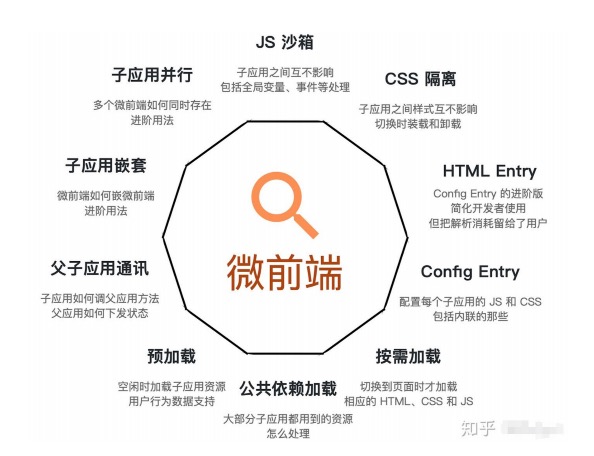 JS 沙箱
子应用之间互不影响
包括全局变量、事件等处理
CSS 隔离
子应用之间样式互不影响
切换时装载和卸载
HTML Entry
Config Entry 的进阶版
简化开发者使用
但把解析消耗留给了用户
Config Entry
配置每个子应用的 JS 和 CSS
包括内联的那些
按需加载
切换到页面时才加载
相应的 HTML、CSS 和 JS
公共依赖加载
大部分子应用都用到的资源
怎么处理
预加载
空闲时加载子应用资源
用户行为数据支持
父子应用通讯
子应用如何调父应用方法
父应用如何下发状态
子应用嵌套
微前端如何嵌微前端
进阶用法
子应用并行
多个微前端如何同时存在
进阶用法
微前端
知乎